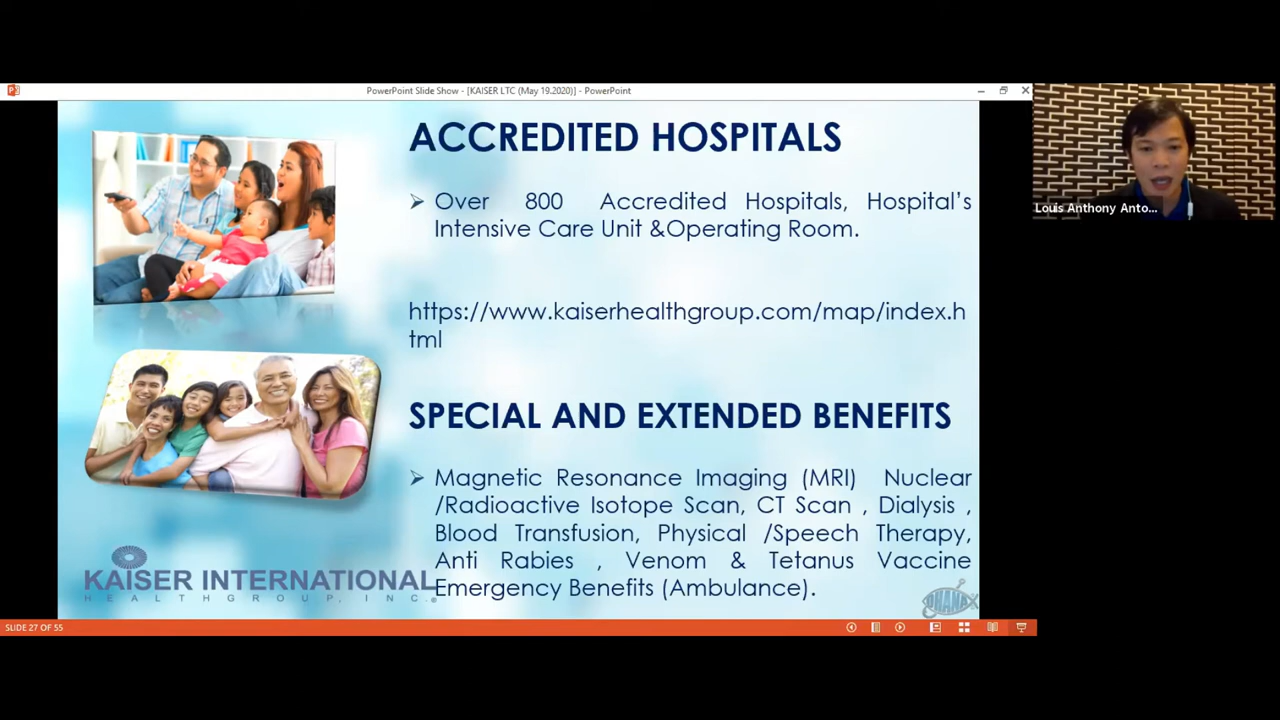 PowerPoint Slide Show - [KAISER LTC (May 19,2020)] - PowerPoint
ACCREDITED HOSPITALS
Over 800 Accredited Hospitals, Hospital’s
Intensive Care Unit &Operating Room.
https://www.kaiserhealthgroup.com/map/index.h
tml
SPECIAL AND EXTENDED BENEFITS
Magnetic Resonance Imaging (MRI) Nuclear
/Radioactive Isotope Scan, CT Scan , Dialysis ,
Blood Transfusion, Physical /Speech Therapy,
Anti Rabies , Venom & Tetanus Vaccine
Emergency Benefits (Ambulance).
KAISER INTERNATIONAL
HEALTHGROUP, INC.®
OHANAX
SLIDE 27 OF 55
Louis Anthony Anto...